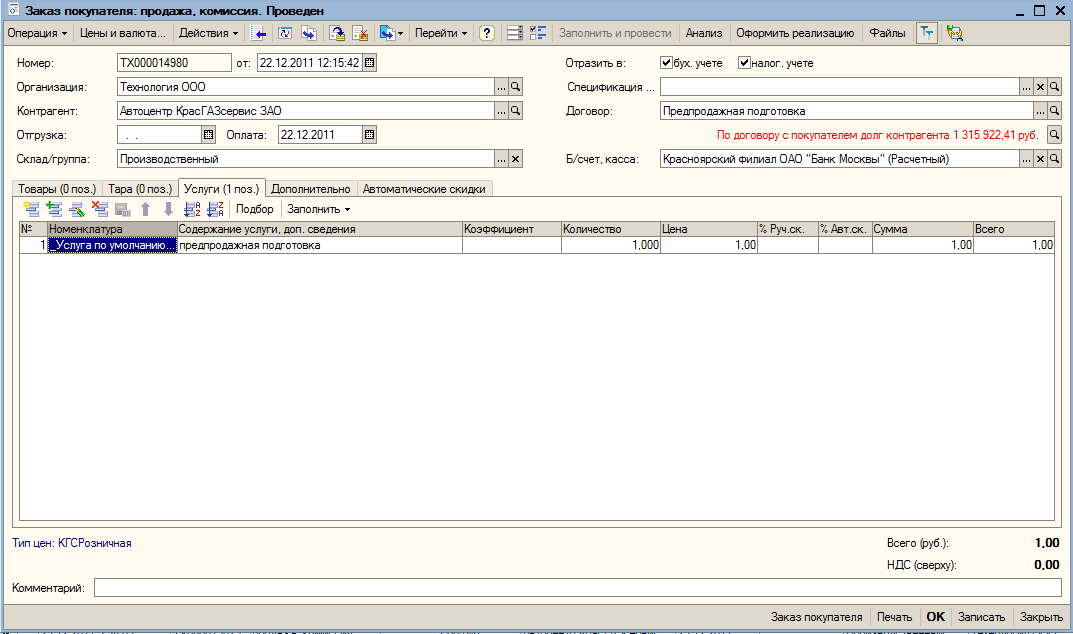 Заказ покупателя: продажа, комиссия. Проведен
Операция Цены и валюта... Действия Перейти ? Заполнить и провести Анализ Оформить реализацию Файлы
Номер: ТХ000014980 от: 22.12.2011 12:15:42 Отразить в: бух. учете налог. учете
Организация: Технология ООО ... Спецификация ... ...
Контрагент: Автоцентр КрасГАЗсервис ЗАО ... Договор: Предпродажная подготовка ...
Отгрузка: . . Оплата: 22.12.2011 По договору с покупателем долг контрагента 1 315 922,41 руб.
Склад/группа: Производственный ... Б/счет, касса: Красноярский филиал ОАО "Банк Москвы" (Расчетный) ...
Товары (0 поз.) Тара (0 поз.) Услуги (1 поз.) Дополнительно Автоматические скидки
Подбор Заполнить
№ Номенклатура Содержание услуги, доп. сведения Коэффициент Количество Цена % Руч.ск. % Авт.ск. Сумма Всего
1 _Услуга по умолчанию... предпродажная подготовка 1,000 1,00 1,00 1,00
Тип цен: КГСРозничная Всего (руб.): 1,00
НДС (сверху): 0,00
Комментарий:
Заказ покупателя Печать OK Записать Закрыть